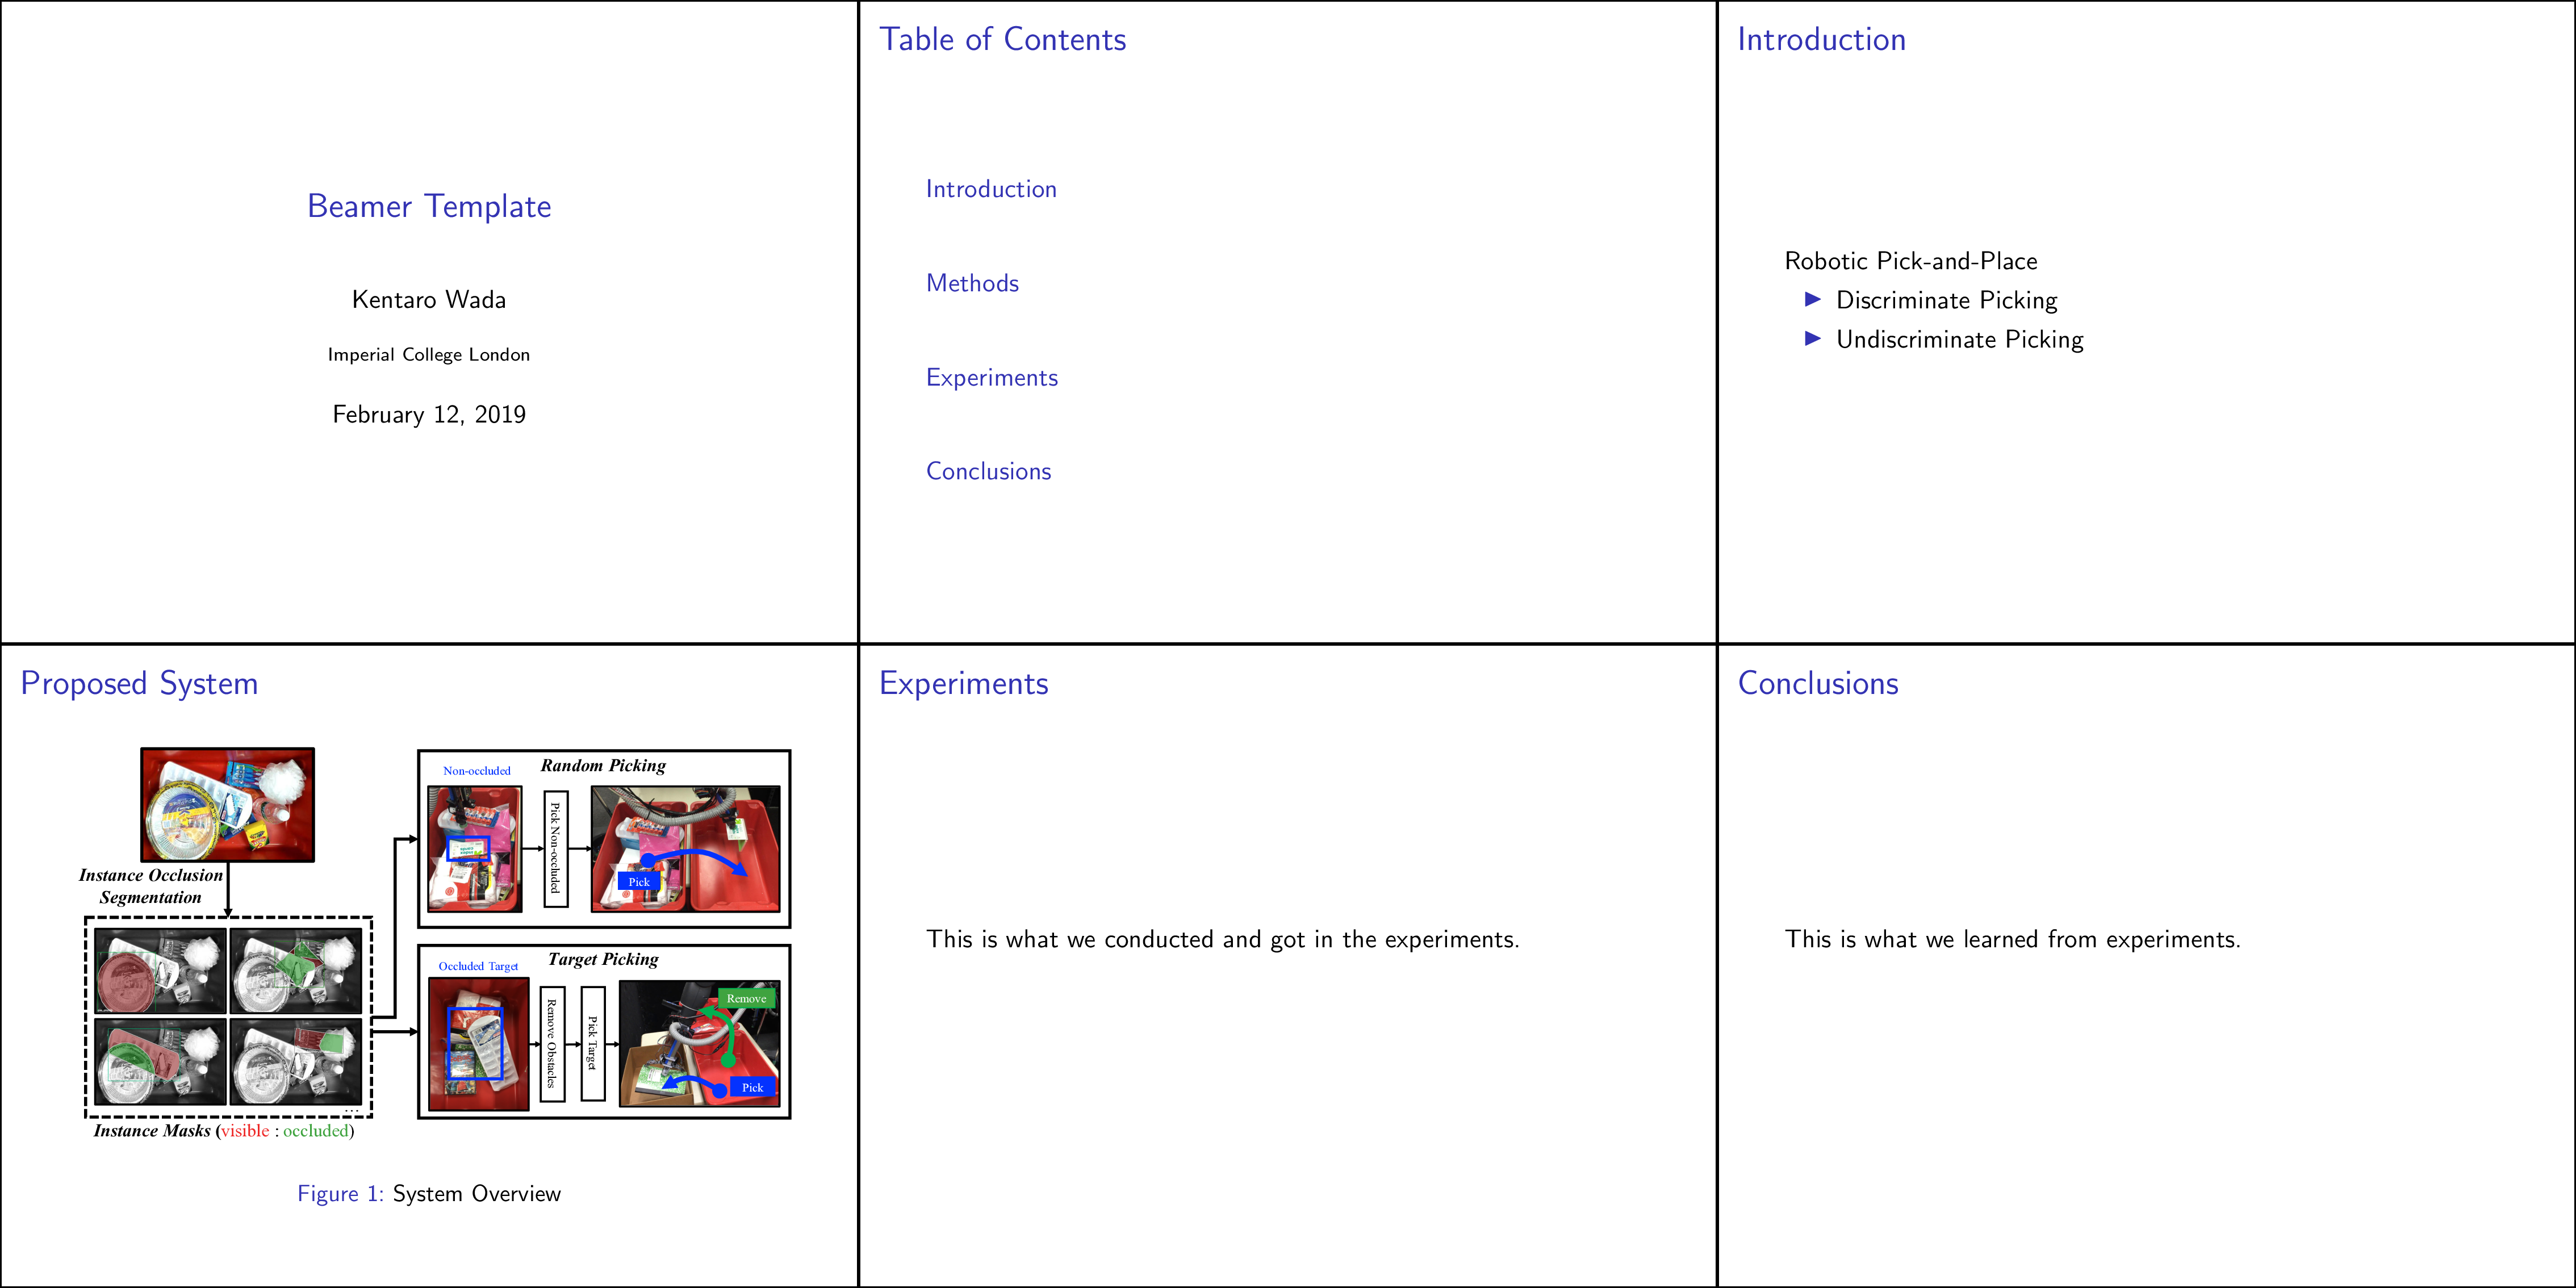 Beamer Template
Kentaro Wada
Imperial College London
February 12, 2019
Table of Contents
Introduction
Methods
Experiments
Conclusions
Introduction
Robotic Pick-and-Place
Discriminate Picking
Undiscriminate Picking
Proposed System
Instance Occlusion
Segmentation
Instance Masks (visible : occluded)
...
Random Picking
Non-occluded
Pick Non-occluded
Pick
Target Picking
Occluded Target
Remove Obstacles
Pick Target
Remove
Pick
Figure 1: System Overview
Experiments
This is what we conducted and got in the experiments.
Conclusions
This is what we learned from experiments.